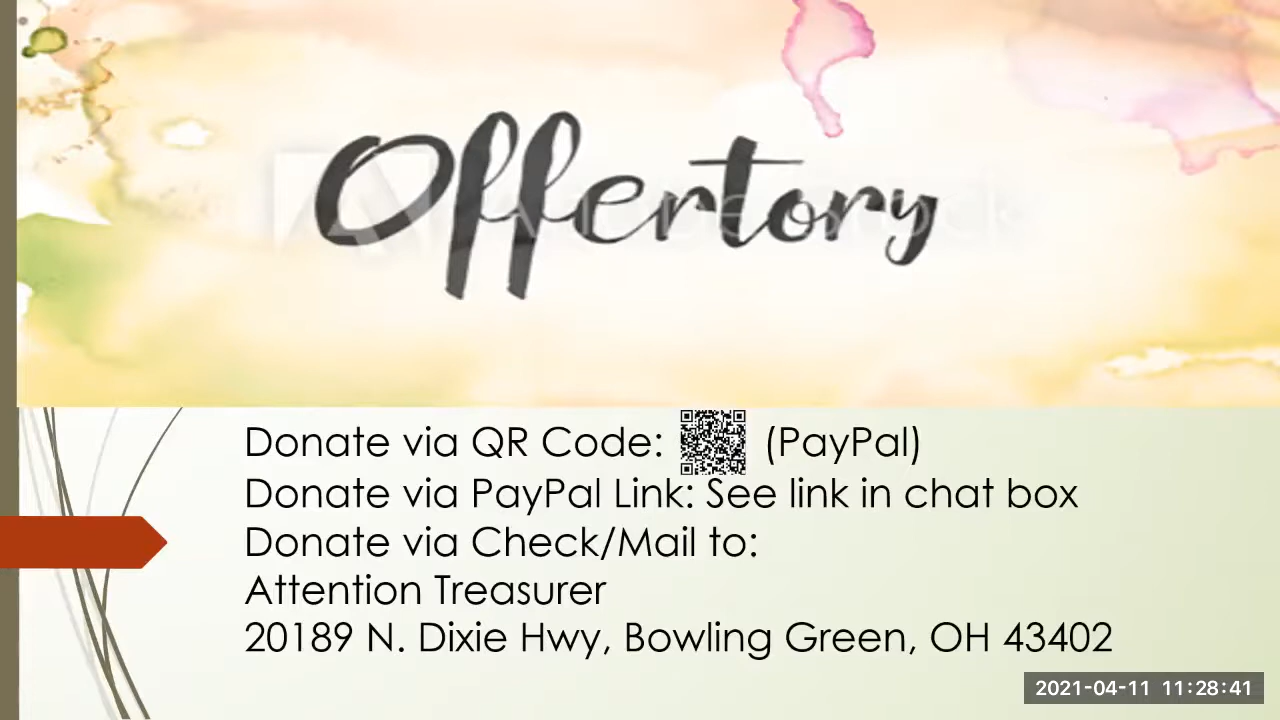 Offertory
Donate via QR Code: (PayPal)
Donate via PayPal Link: See link in chat box
Donate via Check/Mail to:
Attention Treasurer
20189 N. Dixie Hwy, Bowling Green, OH 43402
2021-04-11 11:28:41